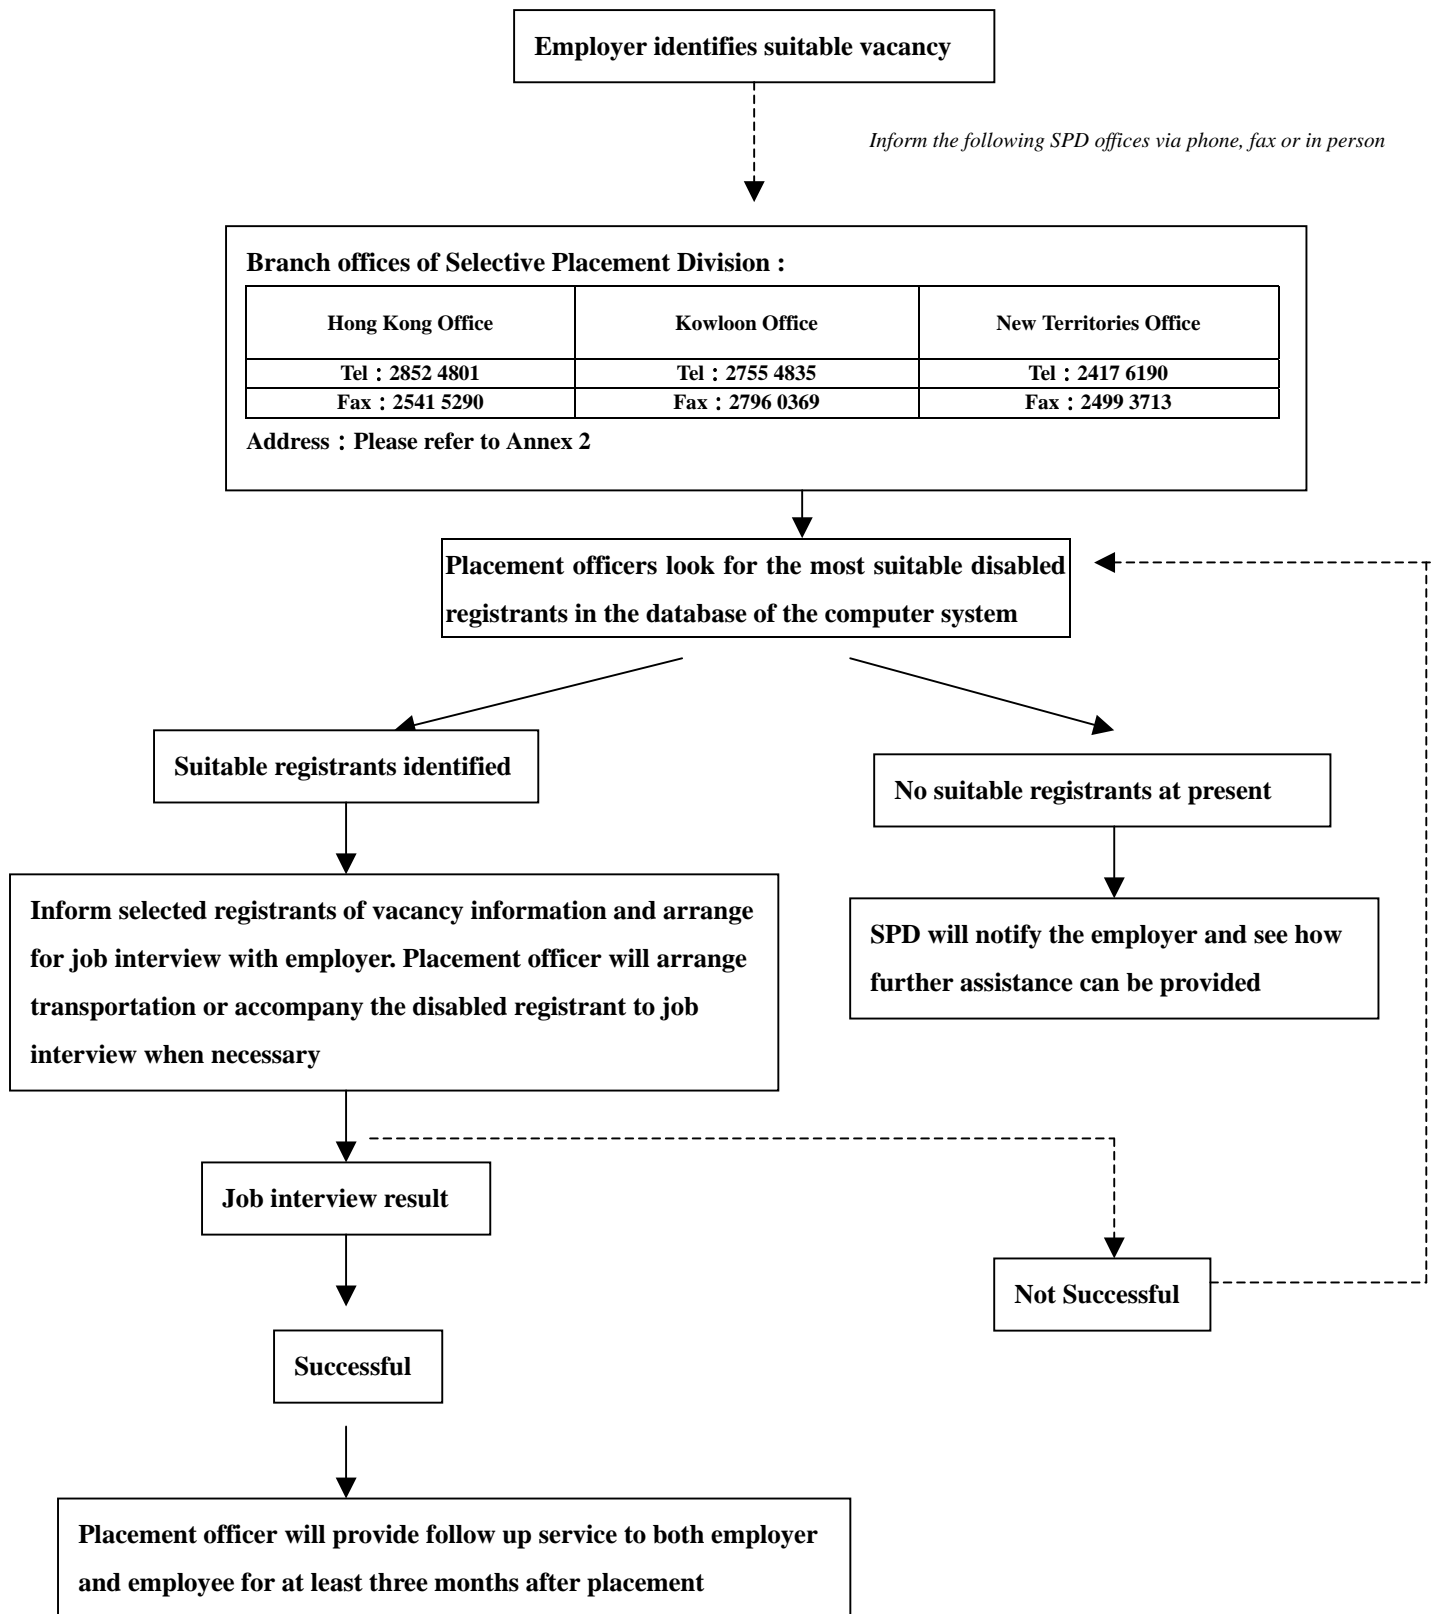 Employer identifies suitable vacancy
Inform the following SPD offices via phone, fax or in person
Branch offices of Selective Placement Division :
Hong Kong Office Kowloon Office New Territories Office
Tel：2852 4801 Tel：2755 4835 Tel：2417 6190
Fax：2541 5290 Fax：2796 0369 Fax：2499 3713
Address：Please refer to Annex 2
Placement officers look for the most suitable disabled
registrants in the database of the computer system
Suitable registrants identified
No suitable registrants at present
Inform selected registrants of vacancy information and arrange
for job interview with employer. Placement officer will arrange
transportation or accompany the disabled registrant to job
interview when necessary
SPD will notify the employer and see how
further assistance can be provided
Job interview result
Not Successful
Successful
Placement officer will provide follow up service to both employer
and employee for at least three months after placement